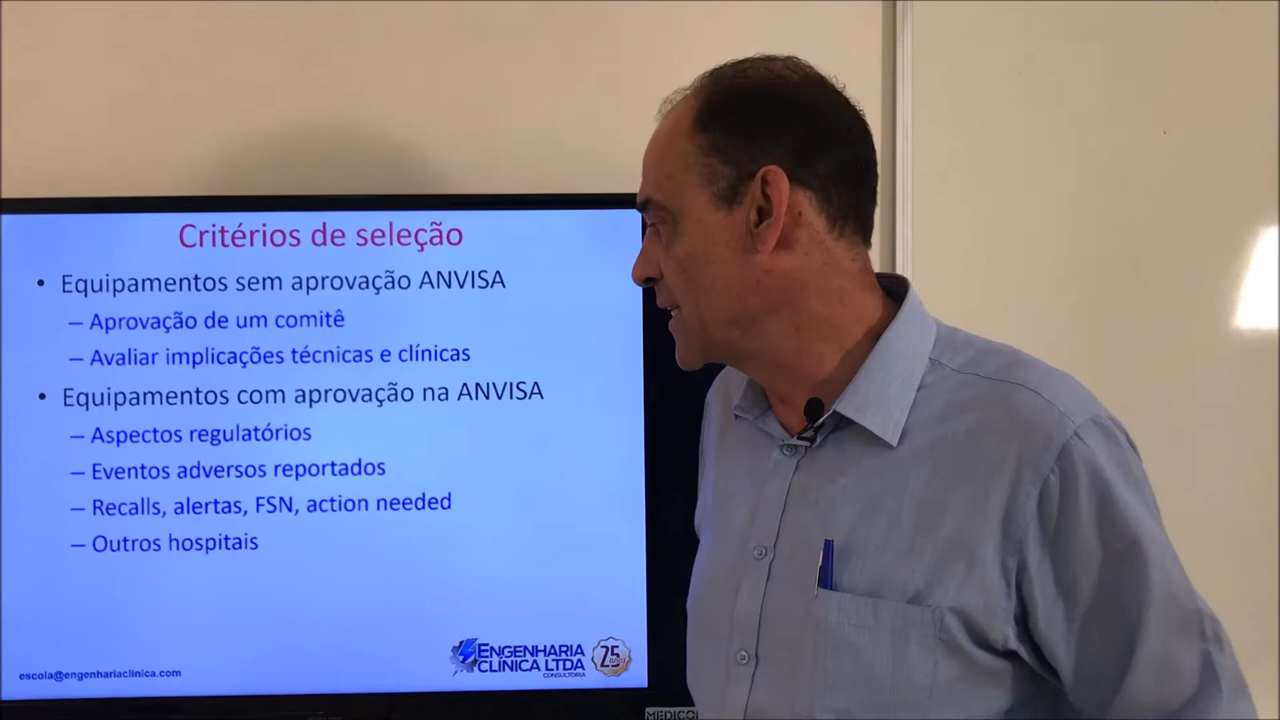 Critérios de seleção
• Equipamentos sem aprovação ANVISA
– Aprovação de um comitê
– Avaliar implicações técnicas e clínicas
• Equipamentos com aprovação na ANVISA
– Aspectos regulatórios
– Eventos adversos reportados
– Recalls, alertas, FSN, action needed
– Outros hospitais
escola@engenhariaclinica.com
ENGENHARIA
CLÍNICA LTDA
CONSULTORIA
25
anos